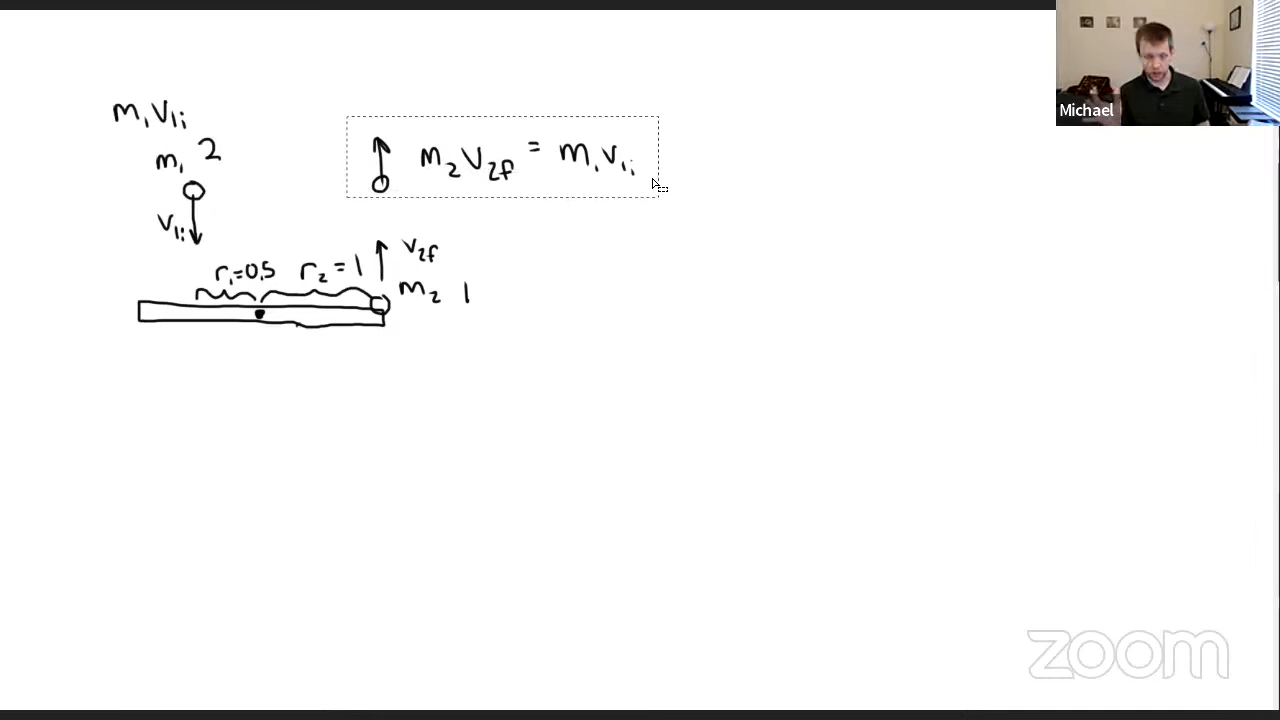 m₁v₁ᵢ
m₁ 2
v₁ᵢ
m₂v₂f = m₁v₁ᵢ
v₂f
r₁=0.5 r₂=1
m₂ 1
Michael
zoom